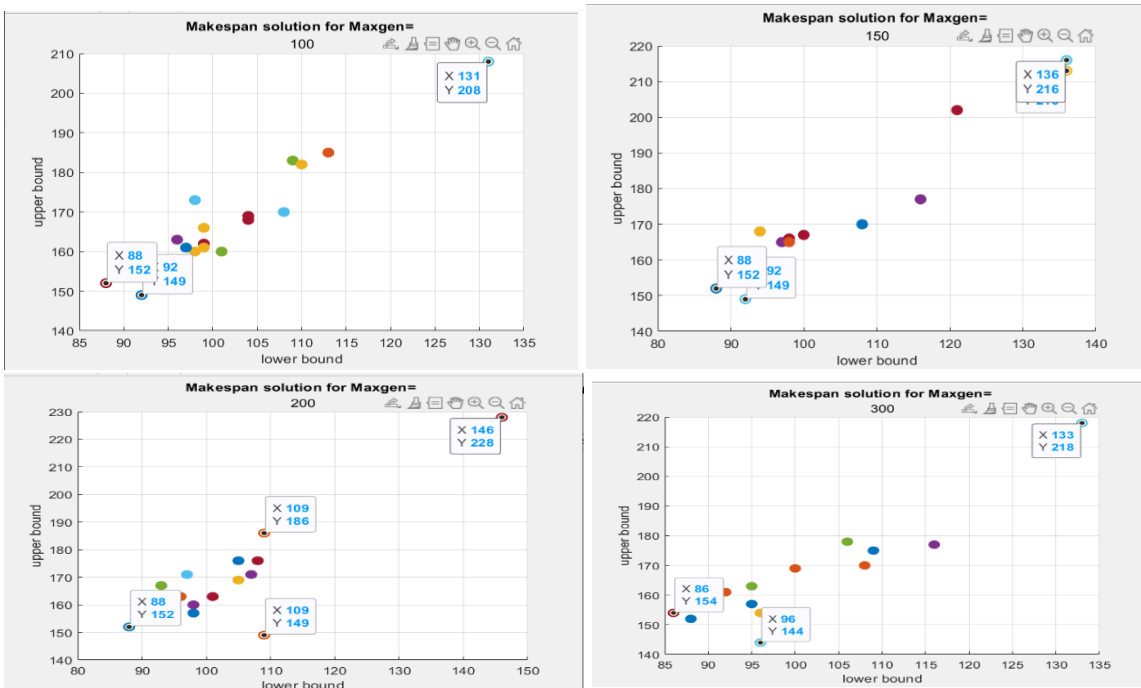 Makespan solution for Maxgen=
100
210
200
190
180
170
160
150
140
upper bound
X 131
Y 208
X 88
Y 152
92
149
85 90 95 100 105 110 115 120 125 130 135
lower bound
Makespan solution for Maxgen=
150
220
210
200
190
180
170
160
150
140
upper bound
X 136
Y 216
X 88
Y 152
92
149
80 90 100 110 120 130 140
lower bound
Makespan solution for Maxgen=
200
230
220
210
200
190
180
170
160
150
140
upper bound
X 146
Y 228
X 109
Y 186
X 88
Y 152
X 109
Y 149
80 90 100 110 120 130 140 150
lower bound
Makespan solution for Maxgen=
300
220
210
200
190
180
170
160
150
140
upper bound
X 133
Y 218
X 86
Y 154
X 96
Y 144
85 90 95 100 105 110 115 120 125 130 135
lower bound